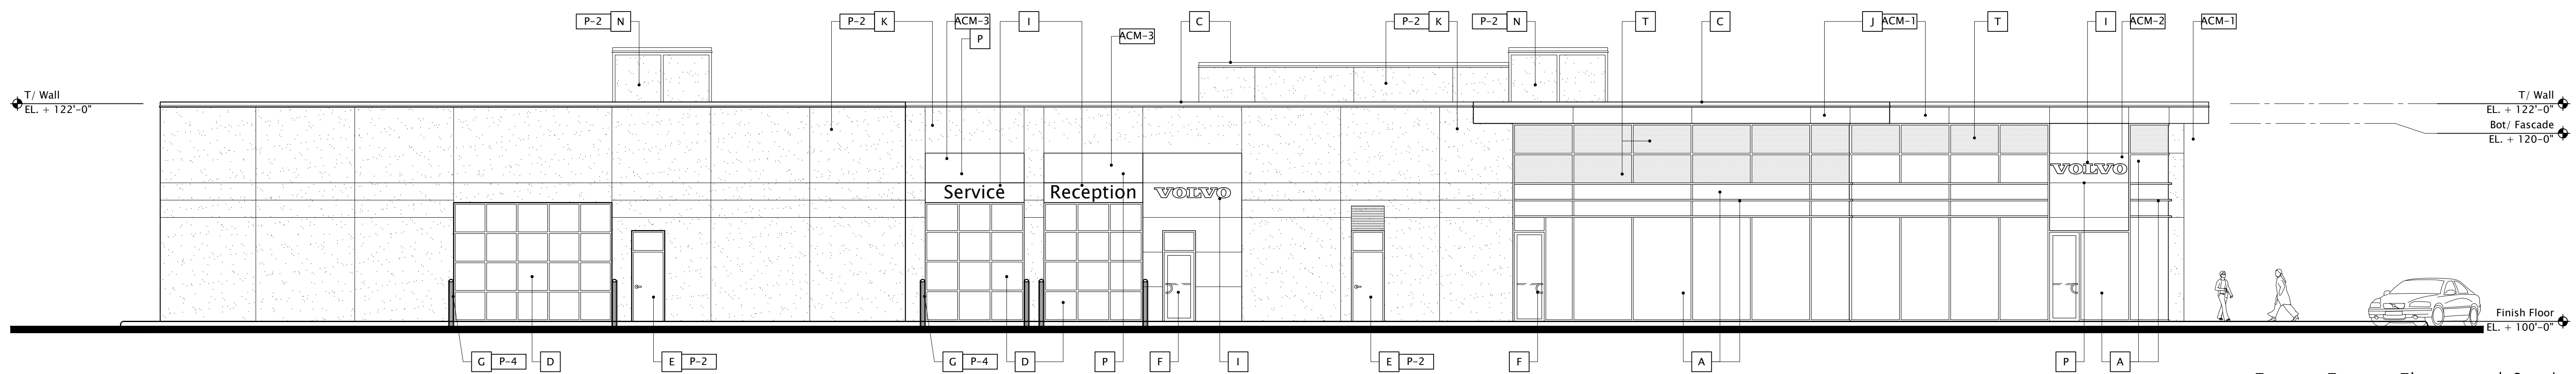 P-2 N
P-2 K
ACM-3
P
I
ACM-3
C
P-2 K
P-2 N
T
C
J ACM-1
T
I
ACM-2
ACM-1
T/ Wall
EL. + 122'-0"
T/ Wall
EL. + 122'-0"
Bot/ Fascade
EL. + 120-0"
Service
Reception
VOLVO
VOLVO
Finish Floor
EL. + 100'-0"
G P-4
D
E P-2
G P-4
D
P
F
I
E P-2
F
A
P
A